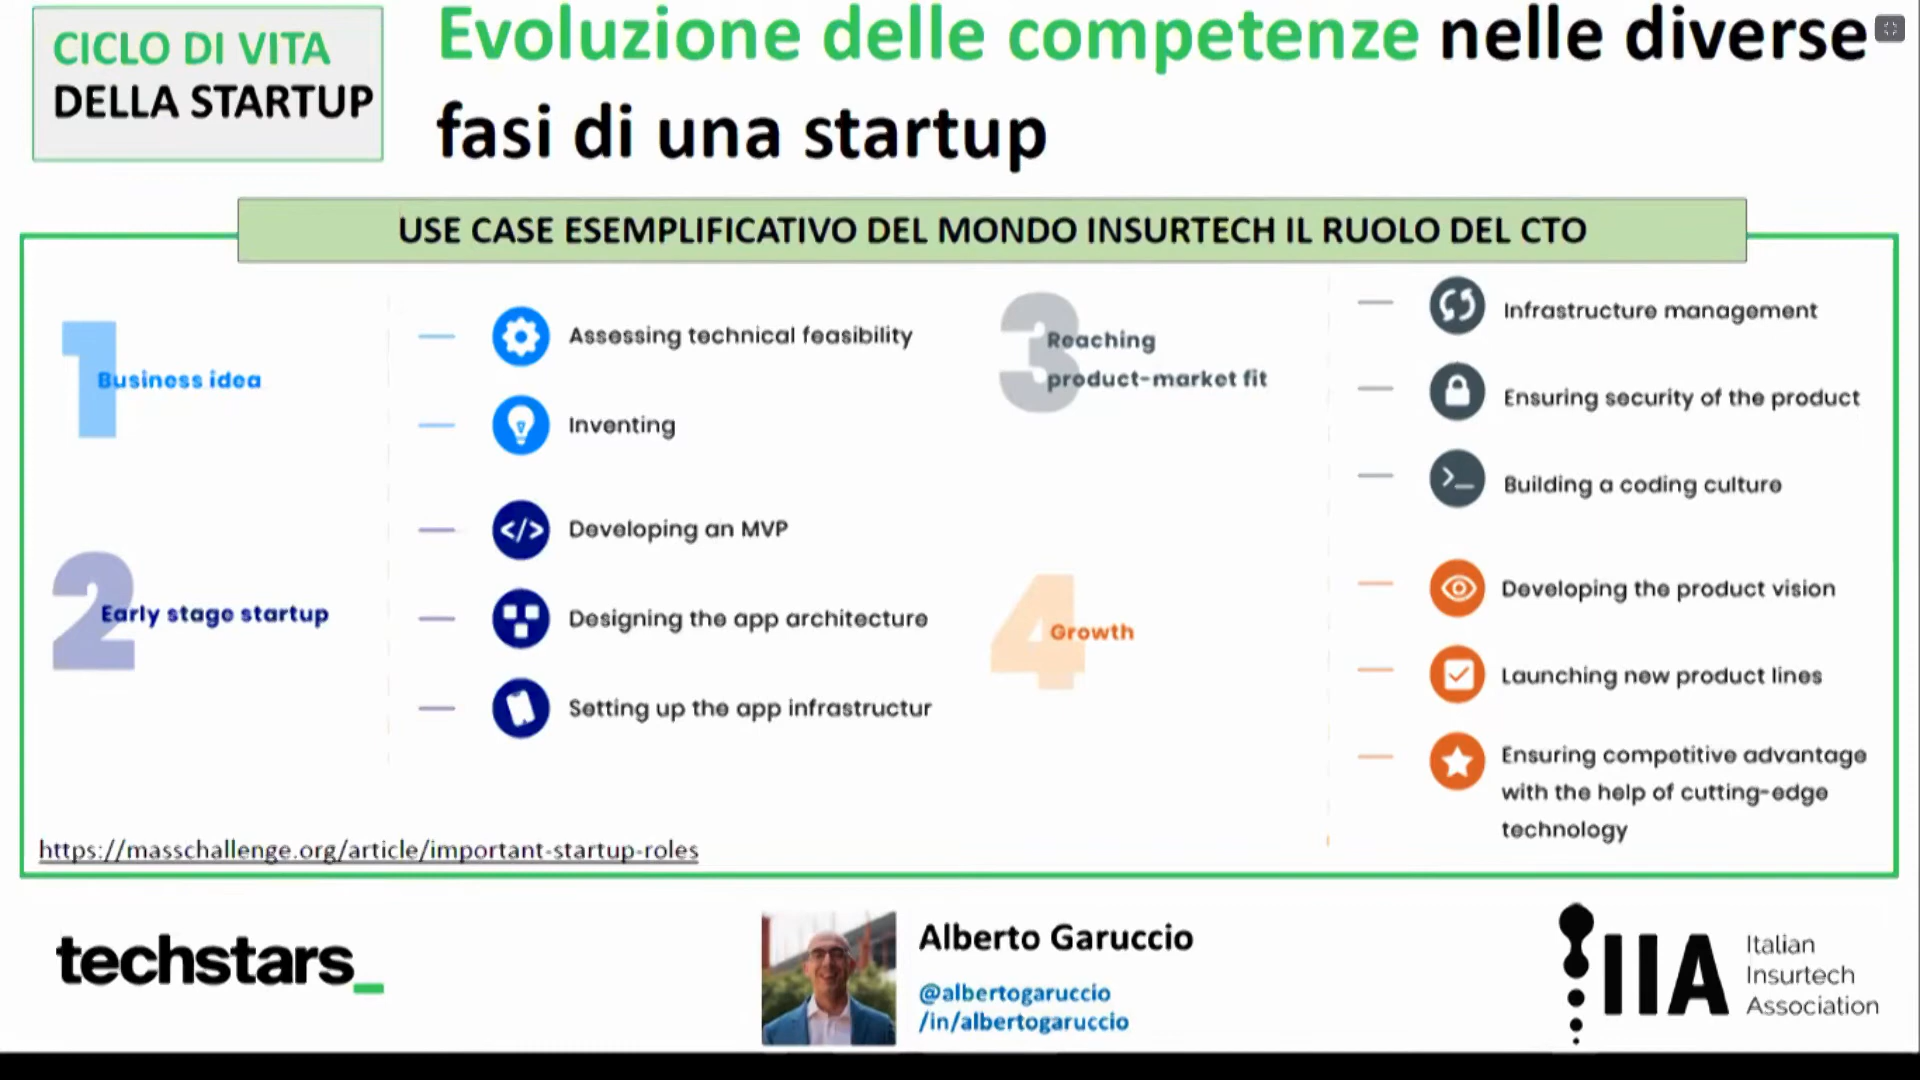 CICLO DI VITA
DELLA STARTUP
Evoluzione delle competenze nelle diverse
fasi di una startup
USE CASE ESEMPLIFICATIVO DEL MONDO INSURTECH IL RUOLO DEL CTO
1
Business idea
Assessing technical feasibility
Inventing
2
Early stage startup
Developing an MVP
Designing the app architecture
Setting up the app infrastructur
3
Reaching
product-market fit
Infrastructure management
Ensuring security of the product
Building a coding culture
4
Growth
Developing the product vision
Launching new product lines
Ensuring competitive advantage
with the help of cutting-edge
technology
https://masschallenge.org/article/important-startup-roles
techstars_
Alberto Garuccio
@albertogaruccio
/in/albertogaruccio
IIA
Italian
Insurtech
Association